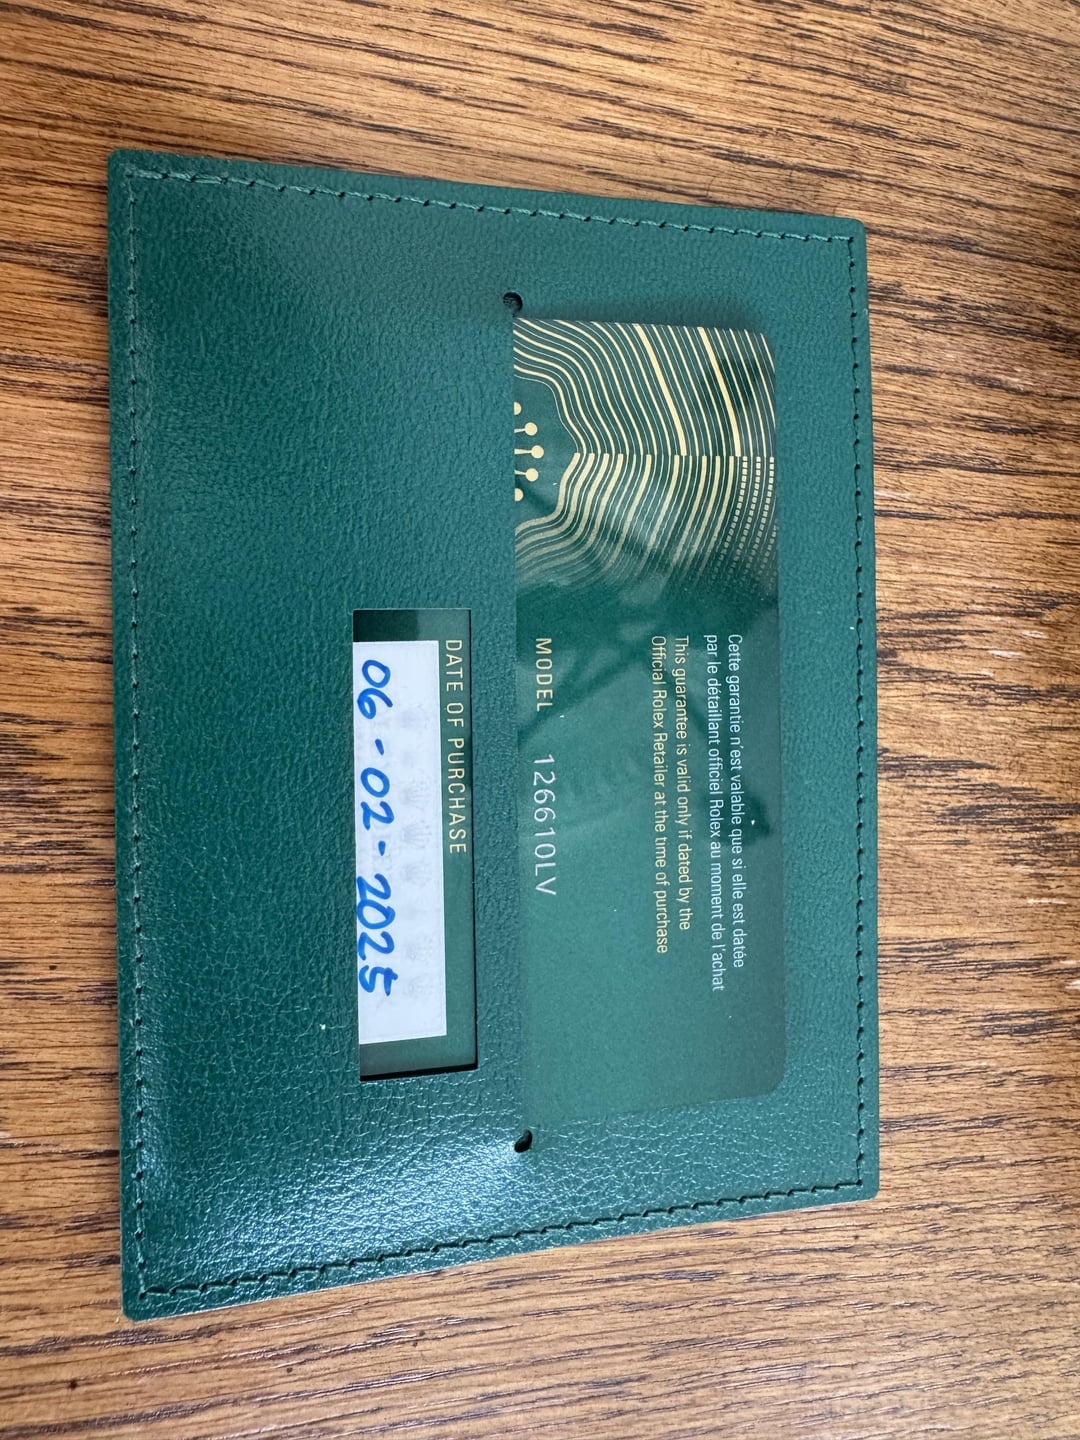 Cette garantie n'est valable que si elle est datée
par le détaillant officiel Rolex au moment de l'achat
This guarantee is valid only if dated by the
Official Rolex Retailer at the time of purchase
MODEL 126610LV
DATE OF PURCHASE
06-02-2025